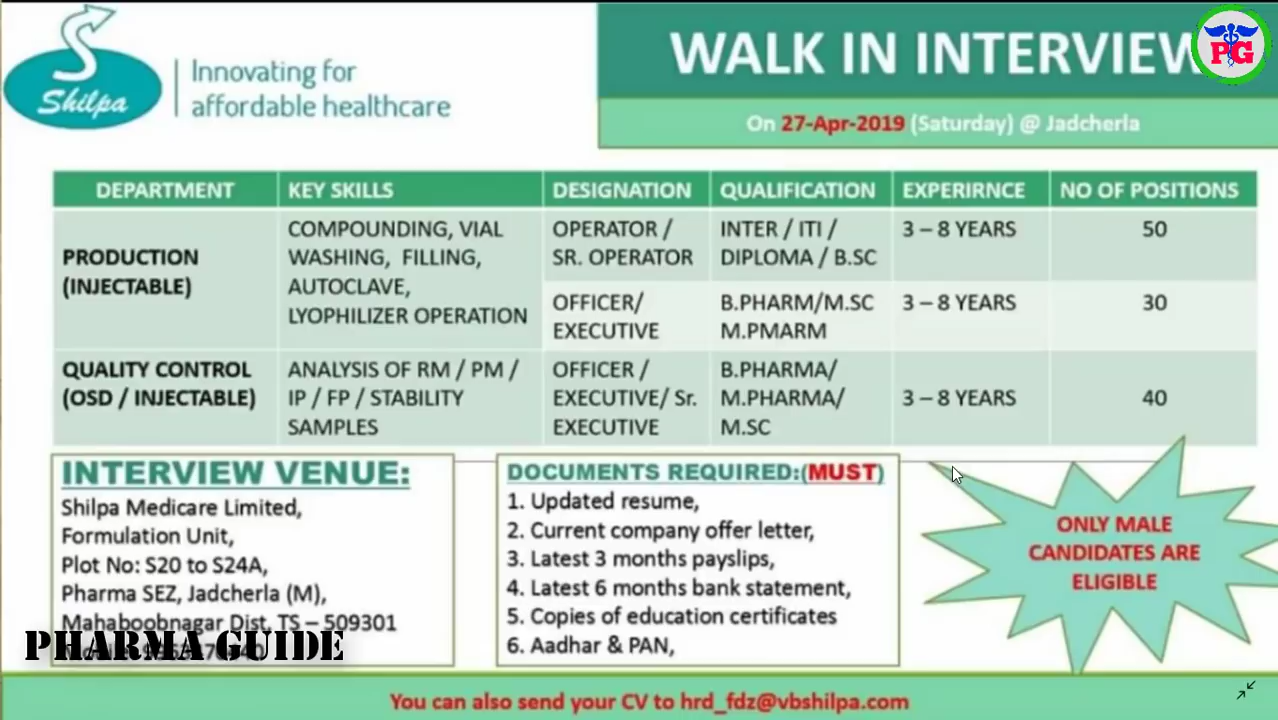 Shilpa
Innovating for
affordable healthcare
WALK IN INTERVIEW
PG
On 27-Apr-2019 (Saturday) @ Jadcherla
DEPARTMENT KEY SKILLS DESIGNATION QUALIFICATION EXPERIRNCE NO OF POSITIONS
PRODUCTION
(INJECTABLE)
COMPOUNDING, VIAL
WASHING, FILLING,
AUTOCLAVE,
LYOPHILIZER OPERATION
OPERATOR /
SR. OPERATOR
INTER / ITI /
DIPLOMA / B.SC
3 – 8 YEARS
50
OFFICER/
EXECUTIVE
B.PHARM/M.SC
M.PMARM
3 – 8 YEARS
30
QUALITY CONTROL
(OSD / INJECTABLE)
ANALYSIS OF RM / PM /
IP / FP / STABILITY
SAMPLES
OFFICER /
EXECUTIVE/ Sr.
EXECUTIVE
B.PHARMA/
M.PHARMA/
M.SC
3 – 8 YEARS
40
INTERVIEW VENUE:
Shilpa Medicare Limited,
Formulation Unit,
Plot No: S20 to S24A,
Pharma SEZ, Jadcherla (M),
Mahaboobnagar Dist, TS – 509301
PHARMA GUIDE
DOCUMENTS REQUIRED:(MUST)
1. Updated resume,
2. Current company offer letter,
3. Latest 3 months payslips,
4. Latest 6 months bank statement,
5. Copies of education certificates
6. Aadhar & PAN,
ONLY MALE
CANDIDATES ARE
ELIGIBLE
You can also send your CV to hrd_fdz@vbshilpa.com